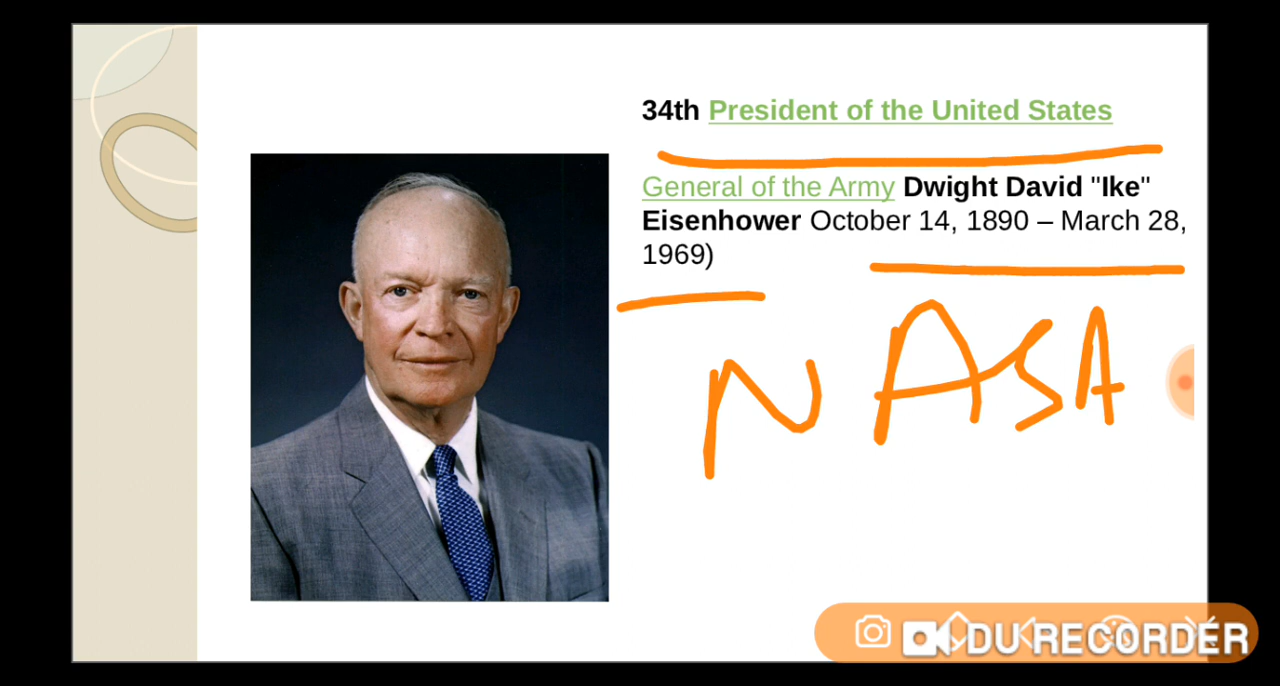 34th President of the United States
General of the Army Dwight David "Ike"
Eisenhower October 14, 1890 – March 28,
1969)
NASA
DU RECORDER